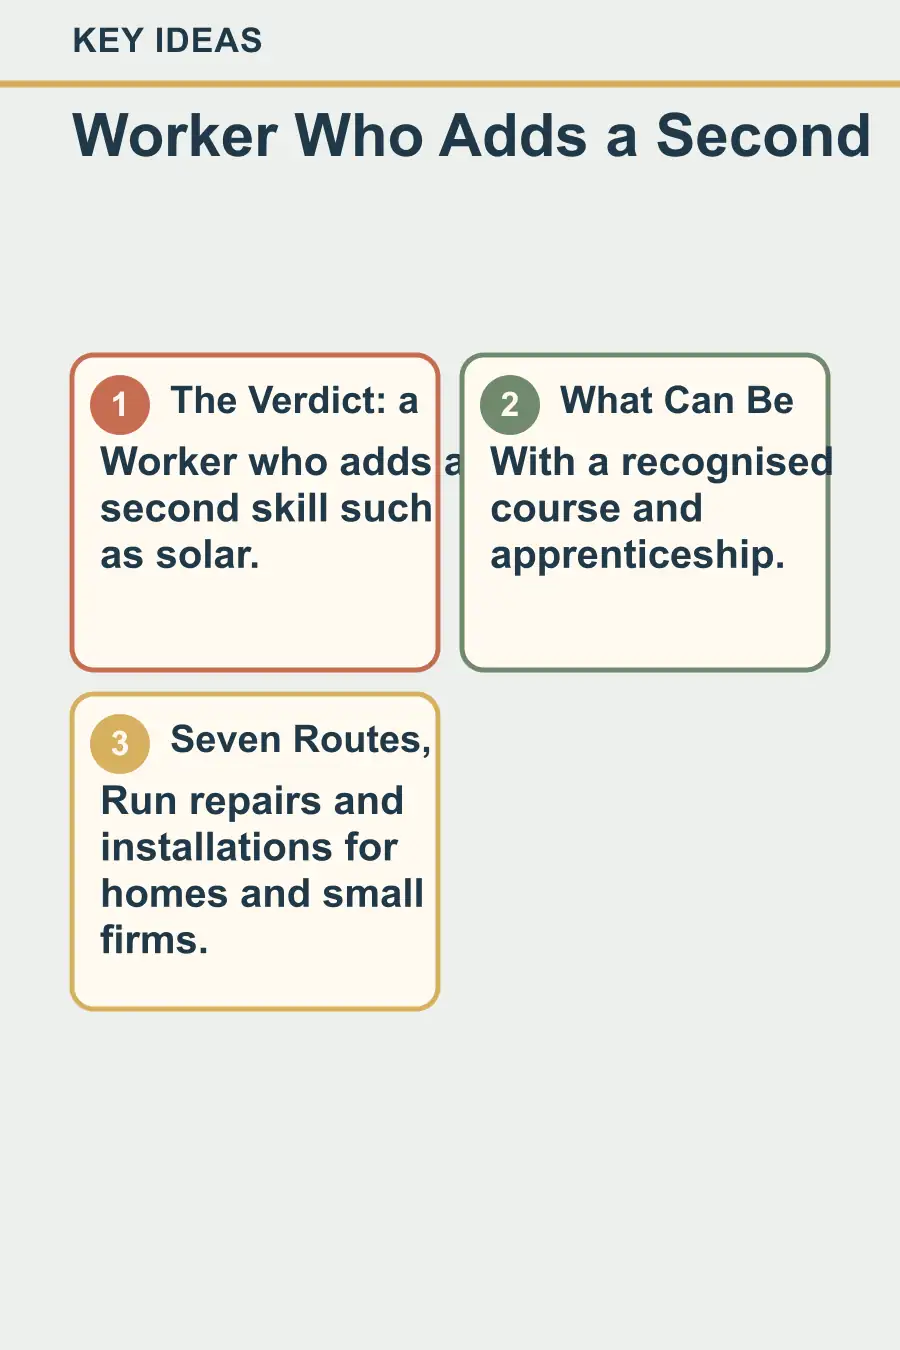 KEY IDEAS
Worker Who Adds a Second
1
The Verdict: a
Worker who adds a
second skill such
as solar.
2
What Can Be
With a recognised
course and
apprenticeship.
3
Seven Routes,
Run repairs and
installations for
homes and small
firms.